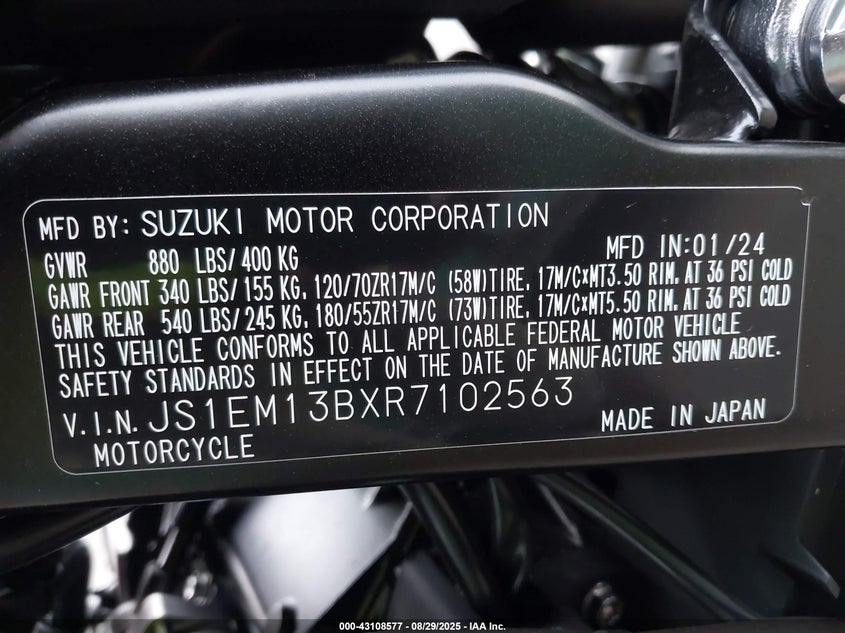 MFD BY: SUZUKI MOTOR CORPORATION
GVWR 880 LBS/400 KG MFD IN:01/24
GAWR FRONT 340 LBS/155 KG, 120/70ZR17M/C (58W)TIRE, 17M/C×MT3.50 RIM, AT 36 PSI COLD
GAWR REAR 540 LBS/245 KG, 180/55ZR17M/C (73W)TIRE, 17M/C×MT5.50 RIM, AT 36 PSI COLD
THIS VEHICLE CONFORMS TO ALL APPLICABLE FEDERAL MOTOR VEHICLE
SAFETY STANDARDS IN EFFECT ON THE DATE OF MANUFACTURE SHOWN ABOVE.
V.I.N. JS1EM13BXR7102563
MADE IN JAPAN
MOTORCYCLE
000-43108577 - 08/29/2025 - IAA Inc.